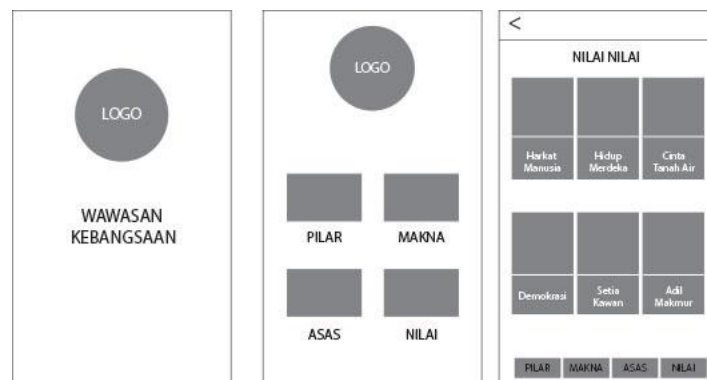 LOGO
WAWASAN
KEBANGSAAN
LOGO
PILAR MAKNA
ASAS NILAI
<
NILAI NILAI
Harkat Manusia
Hidup Merdeka
Cinta Tanah Air
Demokrasi
Setia Kawan
Adil Makmur
PILAR MAKNA ASAS NILAI